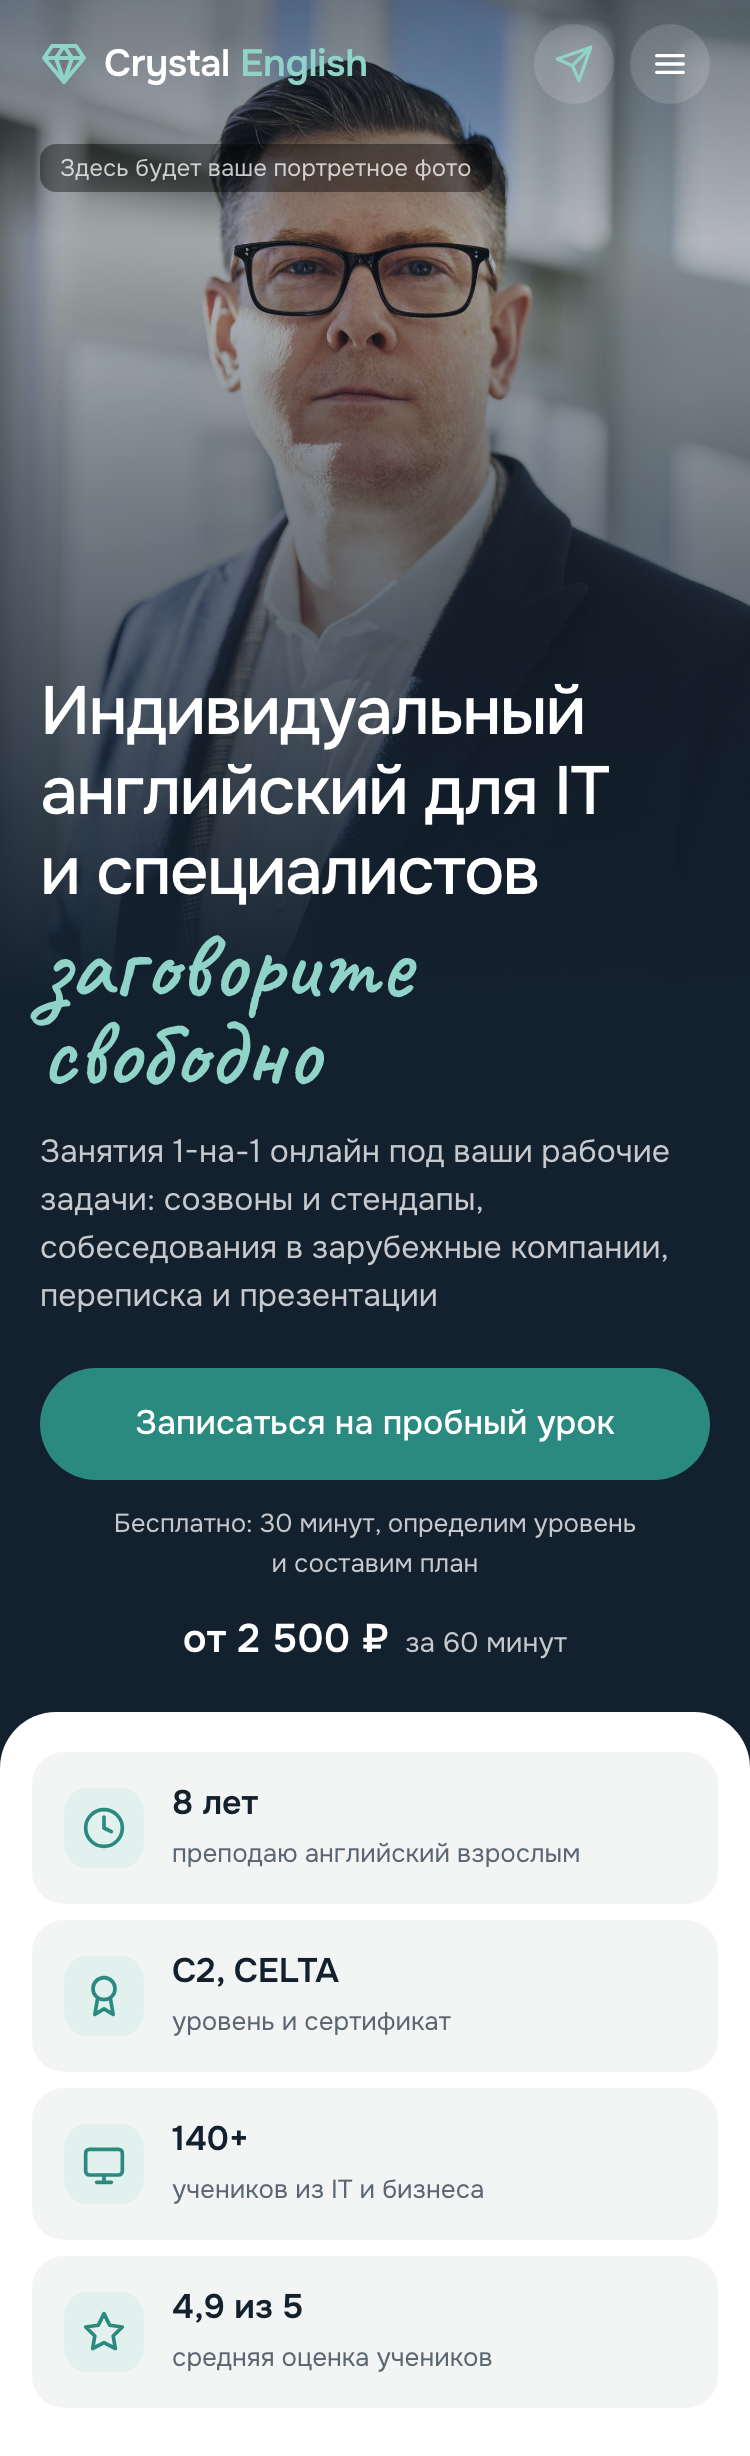 Crystal English
Здесь будет ваше портретное фото
Индивидуальный
английский для IT
и специалистов
заговорите
свободно
Занятия 1-на-1 онлайн под ваши рабочие
задачи: созвоны и стендапы,
собеседования в зарубежные компании,
переписка и презентации
Записаться на пробный урок
Бесплатно: 30 минут, определим уровень
и составим план
от 2 500 ₽ за 60 минут
8 лет
преподаю английский взрослым
C2, CELTA
уровень и сертификат
140+
учеников из IT и бизнеса
4,9 из 5
средняя оценка учеников